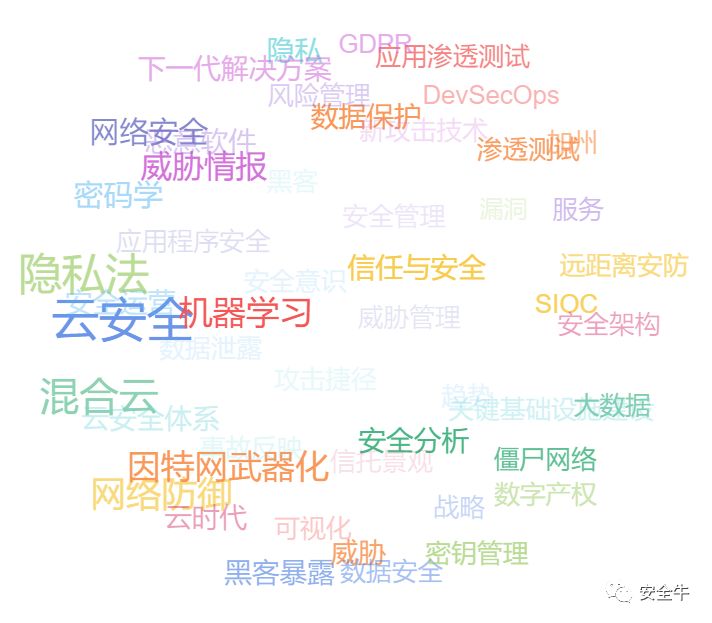 隐私
GDPR
应用渗透测试
下一代解决方案
风险管理
DevSecOps
数据保护
网络安全
新攻击技术
恶意软件
渗透测试
加州
威胁情报
密码学
黑客
安全管理
漏洞
服务
应用程序安全
隐私法
信任与安全
远距离安防
安全意识
安全运营
云安全
机器学习
SIOC
威胁管理
安全架构
数据泄露
攻击捷径
混合云
趋势
大数据
云安全体系
安全分析
事故反映
因特网武器化
信托景观
僵尸网络
网络防御
数字产权
云时代
可视化
战略
威胁
密钥管理
黑客暴露
数据安全
安全牛